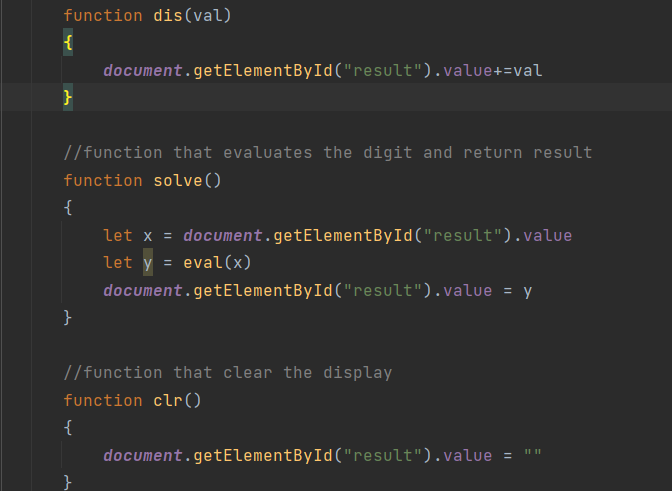 function dis(val)
{
document.getElementById("result").value+=val
}
//function that evaluates the digit and return result
function solve()
{
let x = document.getElementById("result").value
let y = eval(x)
document.getElementById("result").value = y
}
//function that clear the display
function clr()
{
document.getElementById("result").value = ""
}